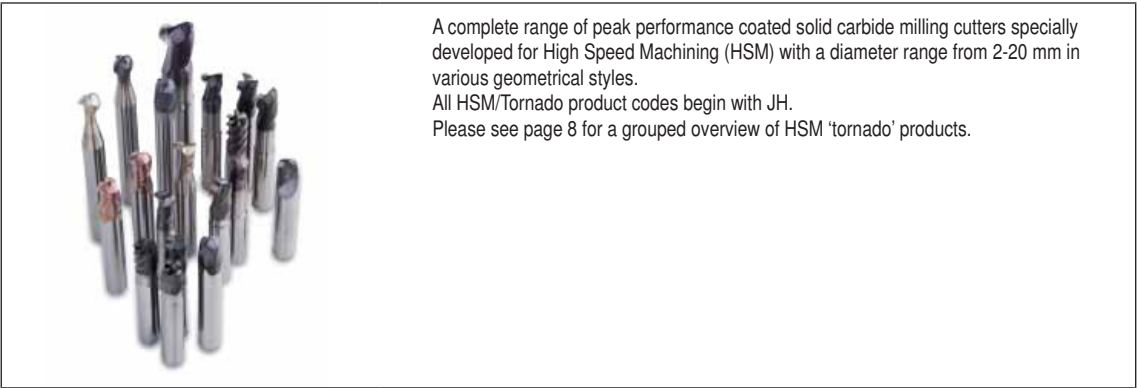 A complete range of peak performance coated solid carbide milling cutters specially
developed for High Speed Machining (HSM) with a diameter range from 2-20 mm in
various geometrical styles.
All HSM/Tornado product codes begin with JH.
Please see page 8 for a grouped overview of HSM ‘tornado’ products.